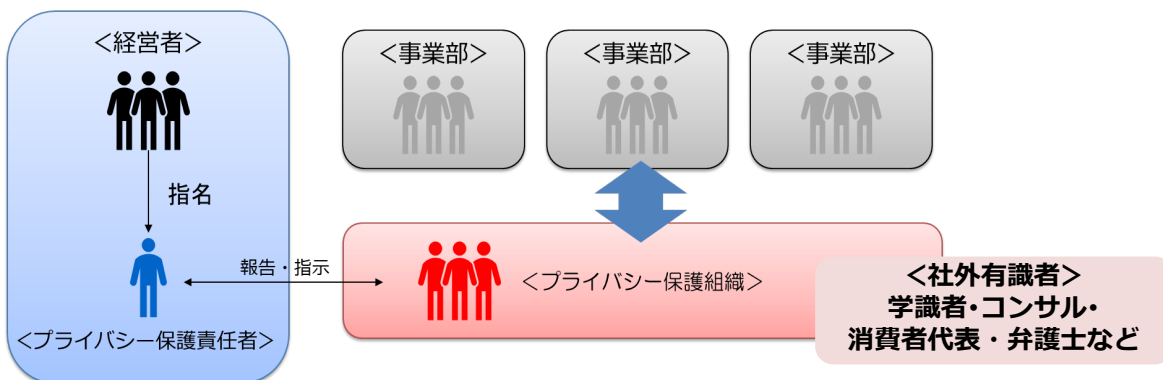 ＜経営者＞
指名
＜プライバシー保護責任者＞
＜事業部＞
＜事業部＞
＜事業部＞
報告・指示
＜プライバシー保護組織＞
＜社外有識者＞
学識者・コンサル・
消費者代表・弁護士など